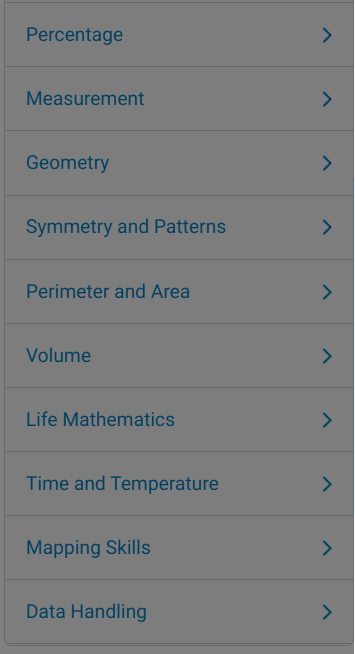 Percentage
Measurement
Geometry
Symmetry and Patterns
Perimeter and Area
Volume
Life Mathematics
Time and Temperature
Mapping Skills
Data Handling